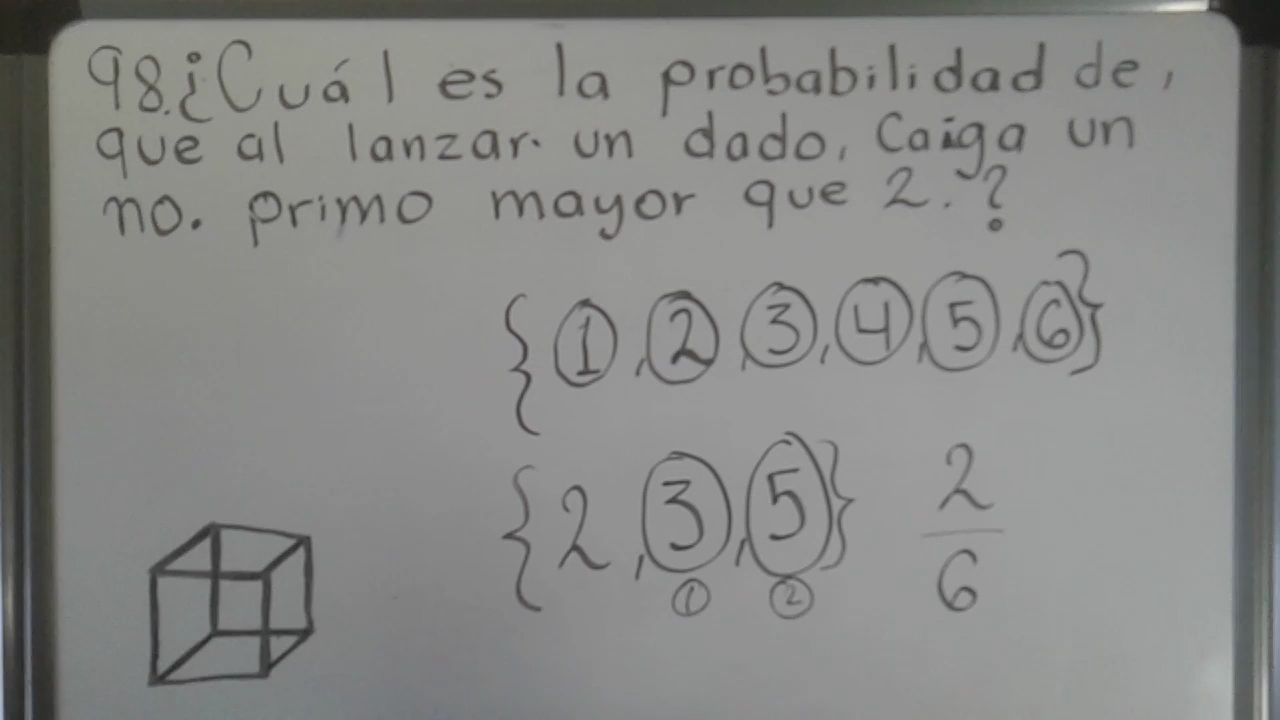 98.¿Cuál es la probabilidad de,
que al lanzar. un dado, Caiga un
no. primo mayor que 2.?
{1,2,3,4,5,6}
{2,3,5} 2
6
1 2